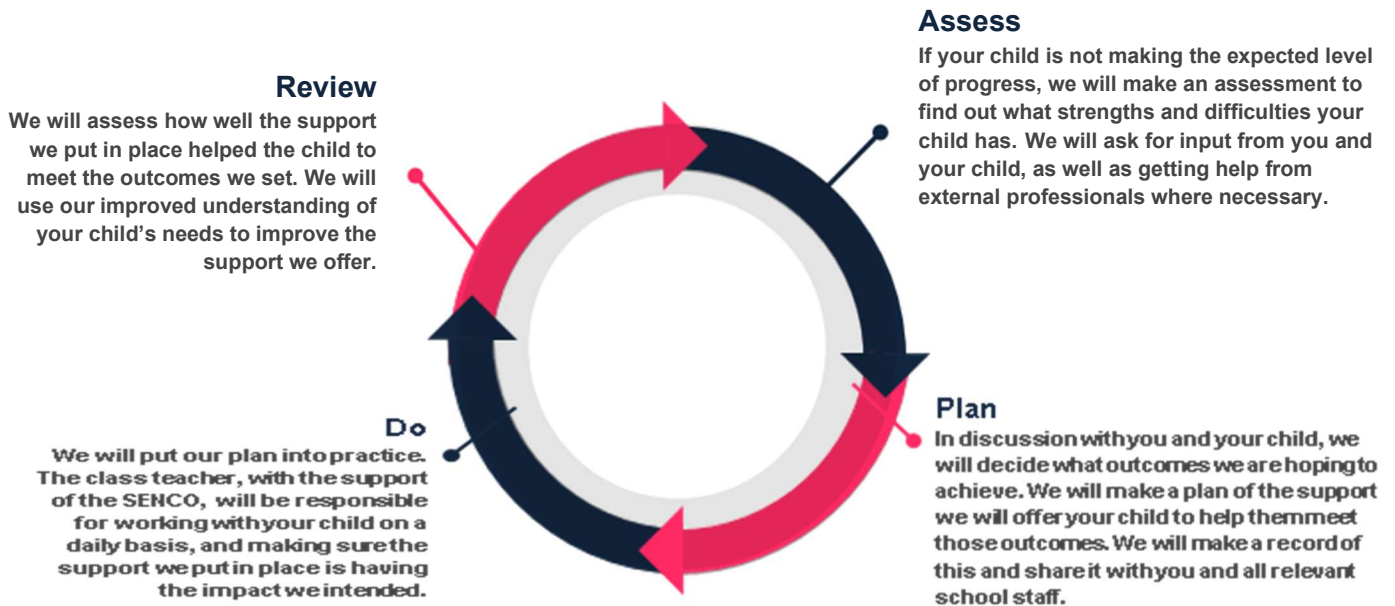 Assess
If your child is not making the expected level
of progress, we will make an assessment to
find out what strengths and difficulties your
child has. We will ask for input from you and
your child, as well as getting help from
external professionals where necessary.
Plan
In discussion with you and your child, we
will decide what outcomes we are hoping to
achieve. We will make a plan of the support
we will offer your child to help them meet
those outcomes. We will make a record of
this and share it with you and all relevant
school staff.
Do
We will put our plan into practice.
The class teacher, with the support
of the SENCO, will be responsible
for working with your child on a
daily basis, and making sure the
support we put in place is having
the impact we intended.
Review
We will assess how well the support
we put in place helped the child to
meet the outcomes we set. We will
use our improved understanding of
your child's needs to improve the
support we offer.